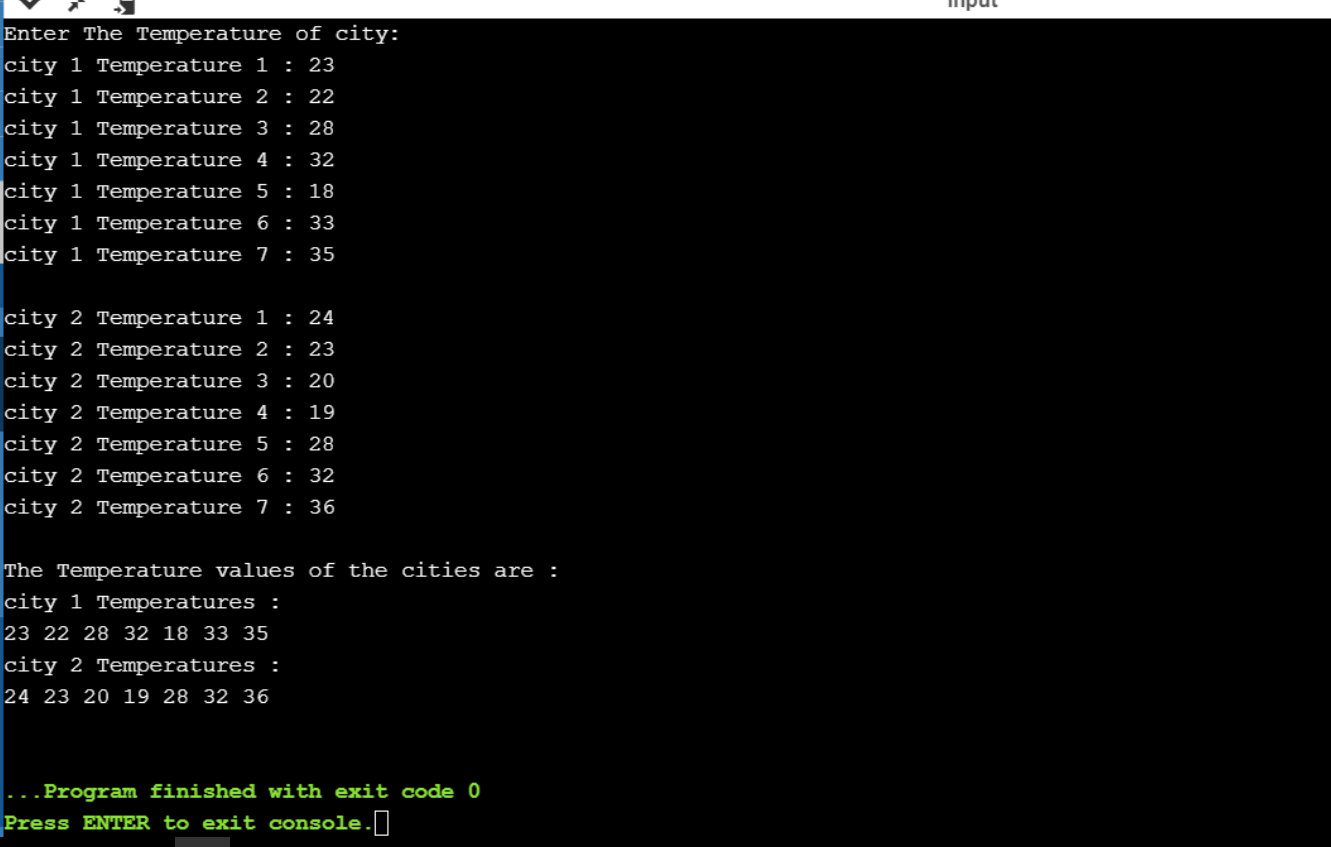 Input
Enter The Temperature of city:
city 1 Temperature 1 : 23
city 1 Temperature 2 : 22
city 1 Temperature 3 : 28
city 1 Temperature 4 : 32
city 1 Temperature 5 : 18
city 1 Temperature 6 : 33
city 1 Temperature 7 : 35
city 2 Temperature 1 : 24
city 2 Temperature 2 : 23
city 2 Temperature 3 : 20
city 2 Temperature 4 : 19
city 2 Temperature 5 : 28
city 2 Temperature 6 : 32
city 2 Temperature 7 : 36
The Temperature values of the cities are :
city 1 Temperatures :
23 22 28 32 18 33 35
city 2 Temperatures :
24 23 20 19 28 32 36
...Program finished with exit code 0
Press ENTER to exit console.